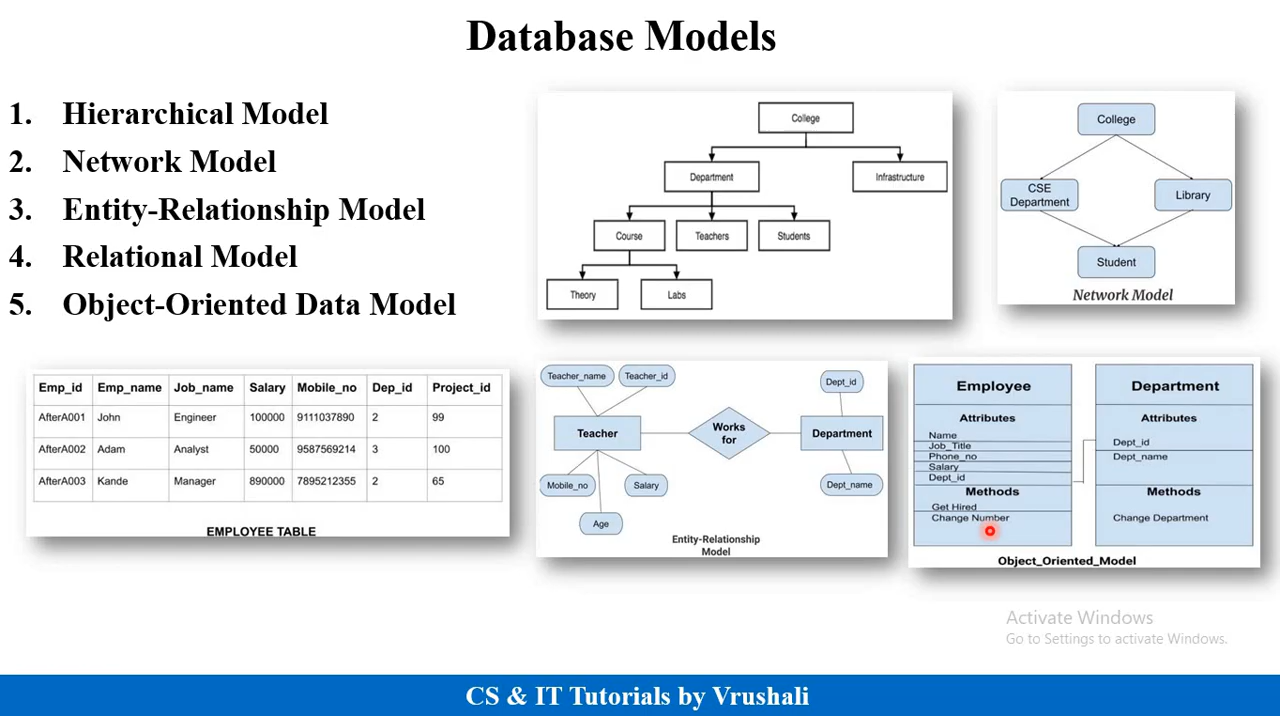 Database Models
1. Hierarchical Model
2. Network Model
3. Entity-Relationship Model
4. Relational Model
5. Object-Oriented Data Model
College
Department Infrastructure
Course Teachers Students
Theory Labs
College
CSE
Department
Library
Student
Network Model
Emp_id Emp_name Job_name Salary Mobile_no Dep_id Project_id
AfterA001 John Engineer 100000 9111037890 2 99
AfterA002 Adam Analyst 50000 9587569214 3 100
AfterA003 Kande Manager 890000 7895212355 2 65
EMPLOYEE TABLE
Teacher_name Teacher_id Dept_id
Teacher
Works
for
Department
Mobile_no Salary Dept_name
Age
Entity-Relationship
Model
Employee
Attributes
Name
Job_Title
Phone_no
Salary
Dept_id
Methods
Get Hired
Change Number
Department
Attributes
Dept_id
Dept_name
Methods
Change Department
Object_Oriented_Model
Activate Windows
Go to Settings to activate Windows.
CS & IT Tutorials by Vrushali